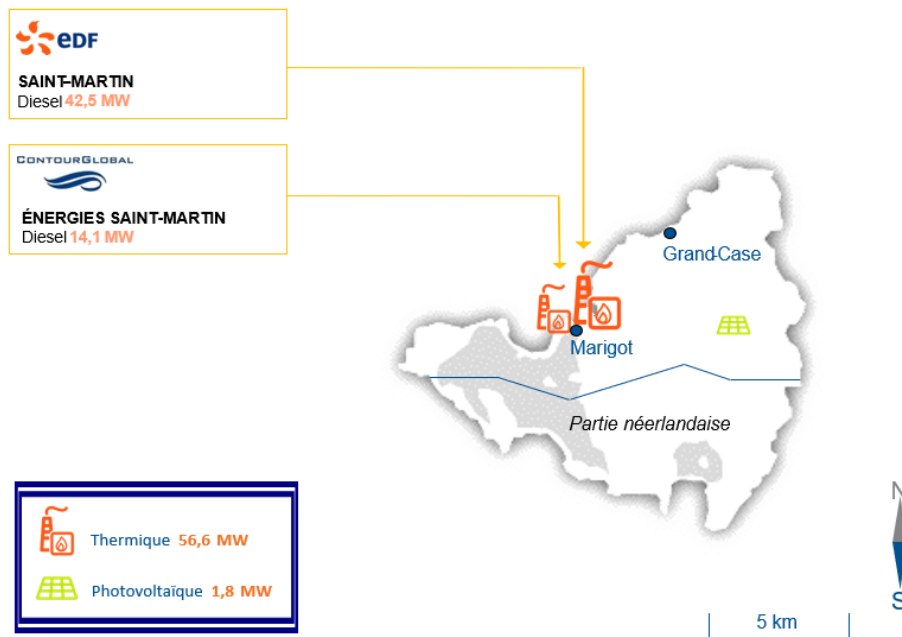 eDF
SAINT-MARTIN
Diesel 42,5 MW
CONTOURGLOBAL
ÉNERGIES SAINT-MARTIN
Diesel 14,1 MW
Grand-Case
Marigot
Partie néerlandaise
Thermique 56,6 MW
Photovoltaïque 1,8 MW
N
S
5 km